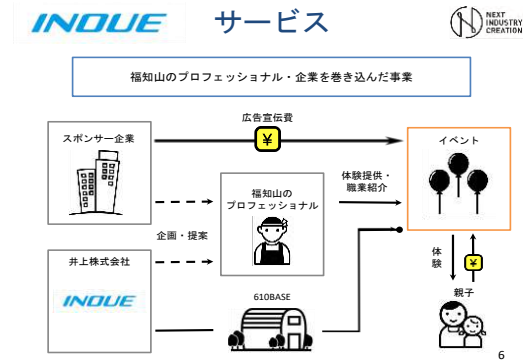 INOUE
サービス
NEXT
INDUSTRY
CREATION
福知山のプロフェッショナル・企業を巻き込んだ事業
広告宣伝費
¥
スポンサー企業
イベント
福知山の
プロフェッショナル
体験提供・
職業紹介
企画・提案
井上株式会社
INOUE
610BASE
体
験
¥
親子
6